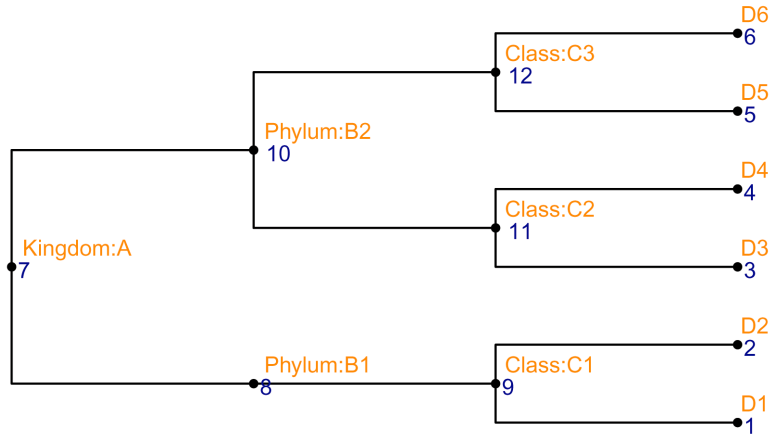 D6
6
Class:C3
12
D5
5
Phylum:B2
10
D4
4
Class:C2
11
Kingdom:A
7
D3
3
D2
2
Phylum:B1
8
Class:C1
9
D1
1